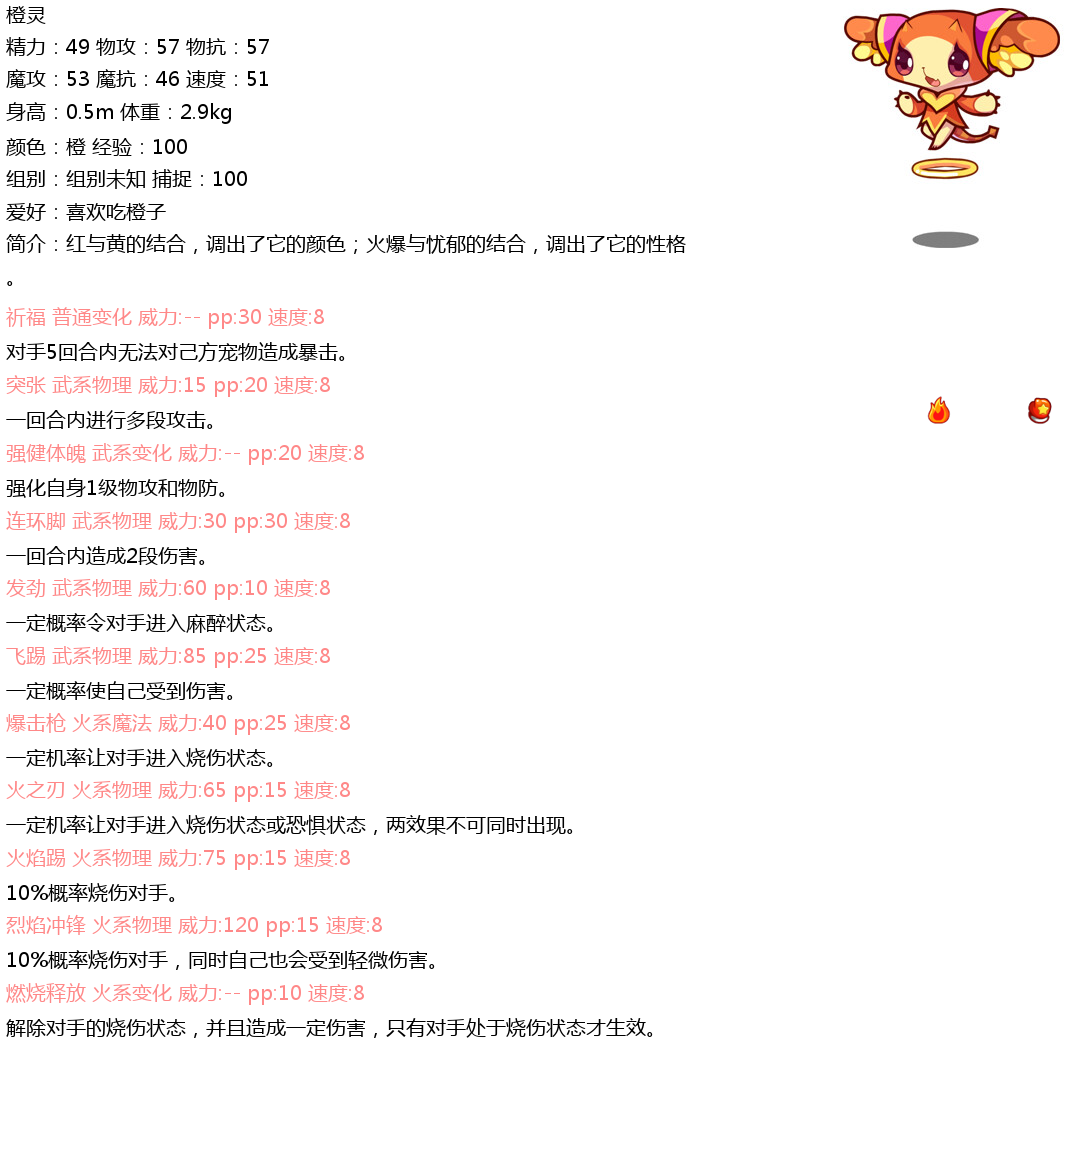 橙灵
精力：49 物攻：57 物抗：57
魔攻：53 魔抗：46 速度：51
身高：0.5m 体重：2.9kg
颜色：橙 经验：100
组别：组别未知 捕捉：100
爱好：喜欢吃橙子
简介：红与黄的结合，调出了它的颜色；火爆与忧郁的结合，调出了它的性格
。
祈福 普通变化 威力:-- pp:30 速度:8
对手5回合内无法对己方宠物造成暴击。
突张 武系物理 威力:15 pp:20 速度:8
一回合内进行多段攻击。
强健体魄 武系变化 威力:-- pp:20 速度:8
强化自身1级物攻和物防。
连环脚 武系物理 威力:30 pp:30 速度:8
一回合内造成2段伤害。
发劲 武系物理 威力:60 pp:10 速度:8
一定概率令对手进入麻醉状态。
飞踢 武系物理 威力:85 pp:25 速度:8
一定概率使自己受到伤害。
爆击枪 火系魔法 威力:40 pp:25 速度:8
一定机率让对手进入烧伤状态。
火之刃 火系物理 威力:65 pp:15 速度:8
一定机率让对手进入烧伤状态或恐惧状态，两效果不可同时出现。
火焰踢 火系物理 威力:75 pp:15 速度:8
10%概率烧伤对手。
烈焰冲锋 火系物理 威力:120 pp:15 速度:8
10%概率烧伤对手，同时自己也会受到轻微伤害。
燃烧释放 火系变化 威力:-- pp:10 速度:8
解除对手的烧伤状态，并且造成一定伤害，只有对手处于烧伤状态才生效。